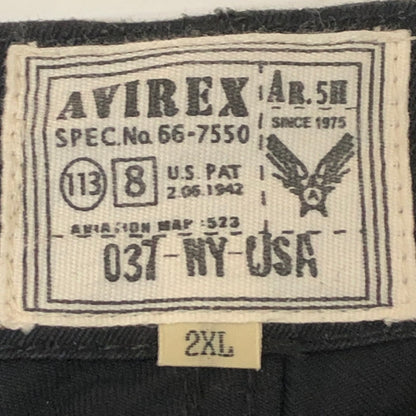 AVIREX
SPEC.No. 66-7550
113 8 U.S. PAT
2.06.1942
AVIATION MAP :523
037-NY-USA
AR.5H
SINCE 1975
A
2XL